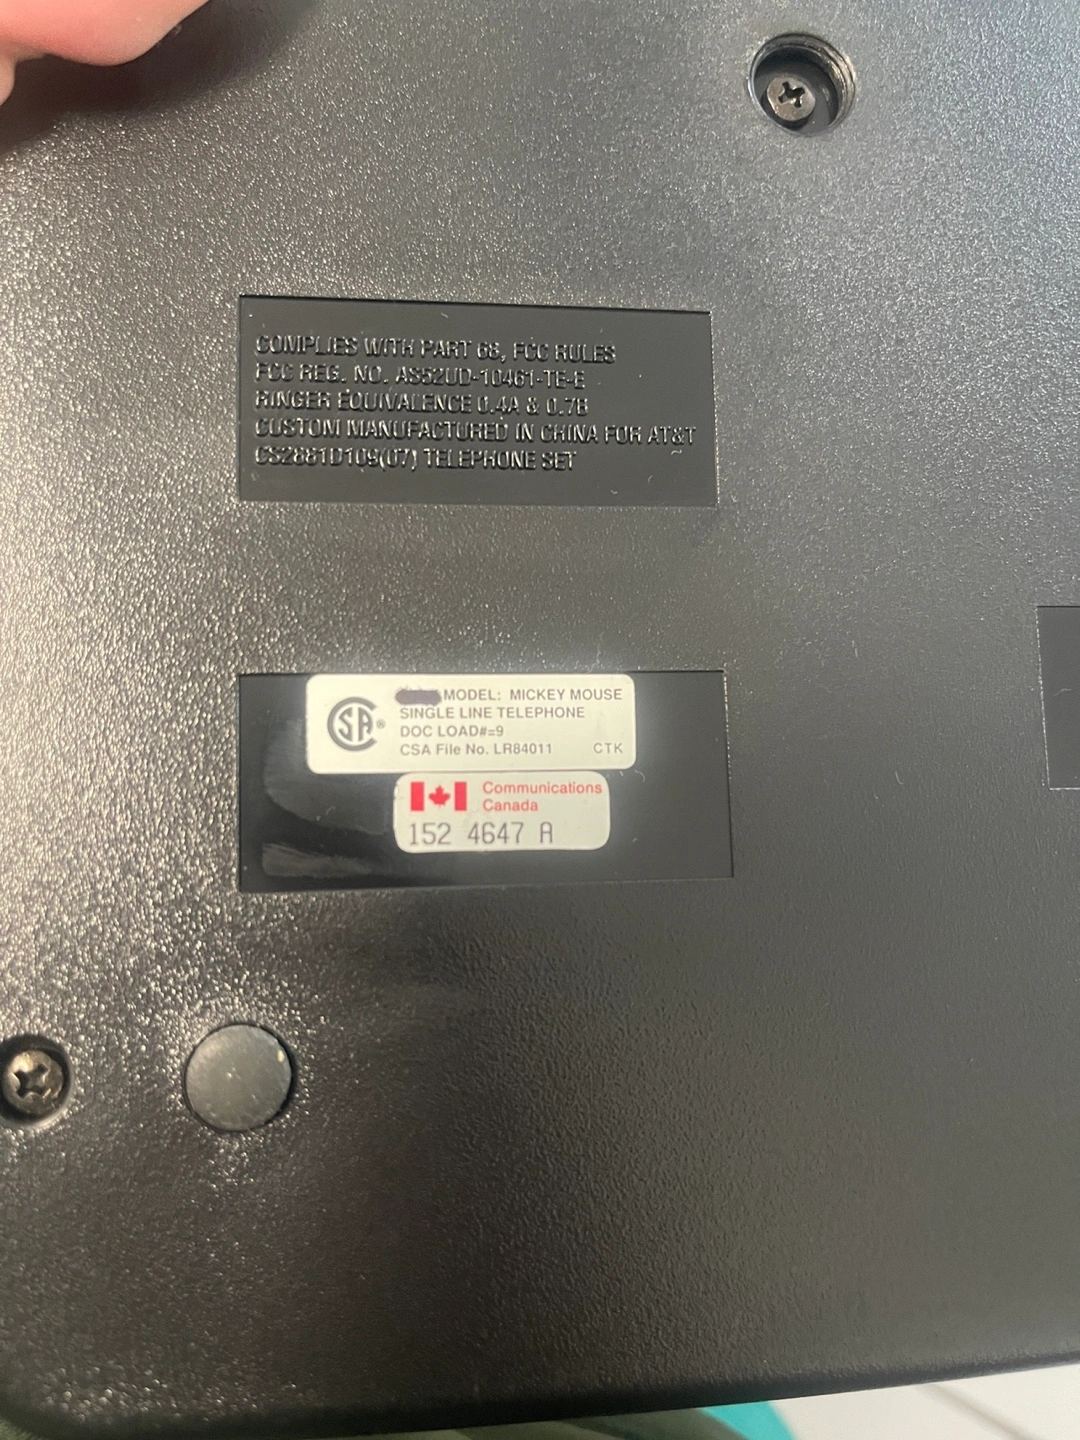 COMPLIES WITH PART 68, FCC RULES
FCC REG. NO. AS52UD-10461-TE-E
RINGER EQUIVALENCE 0.4A & 0.7B
CUSTOM MANUFACTURED IN CHINA FOR AT&T
CS2881D109(07) TELEPHONE SET
CSA® MODEL: MICKEY MOUSE
SINGLE LINE TELEPHONE
DOC LOAD#=9
CSA File No. LR84011 CTK
Communications
Canada
152 4647 A